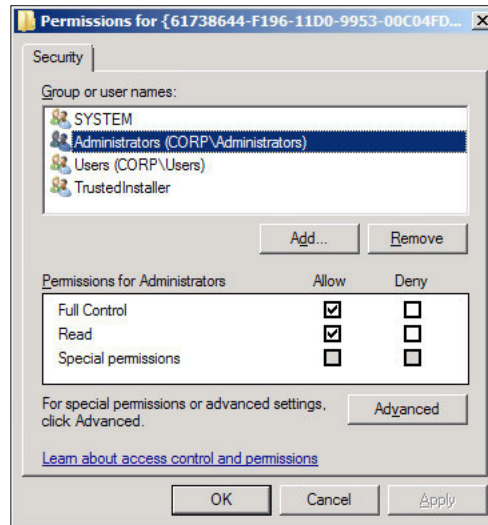 Permissions for {61738644-F196-11D0-9953-00C04FD...
Security
Group or user names:
SYSTEM
Administrators (CORP\Administrators)
Users (CORP\Users)
TrustedInstaller
Add... Remove
Permissions for Administrators Allow Deny
Full Control
Read
Special permissions
For special permissions or advanced settings, Advanced
click Advanced.
Learn about access control and permissions
OK Cancel Apply